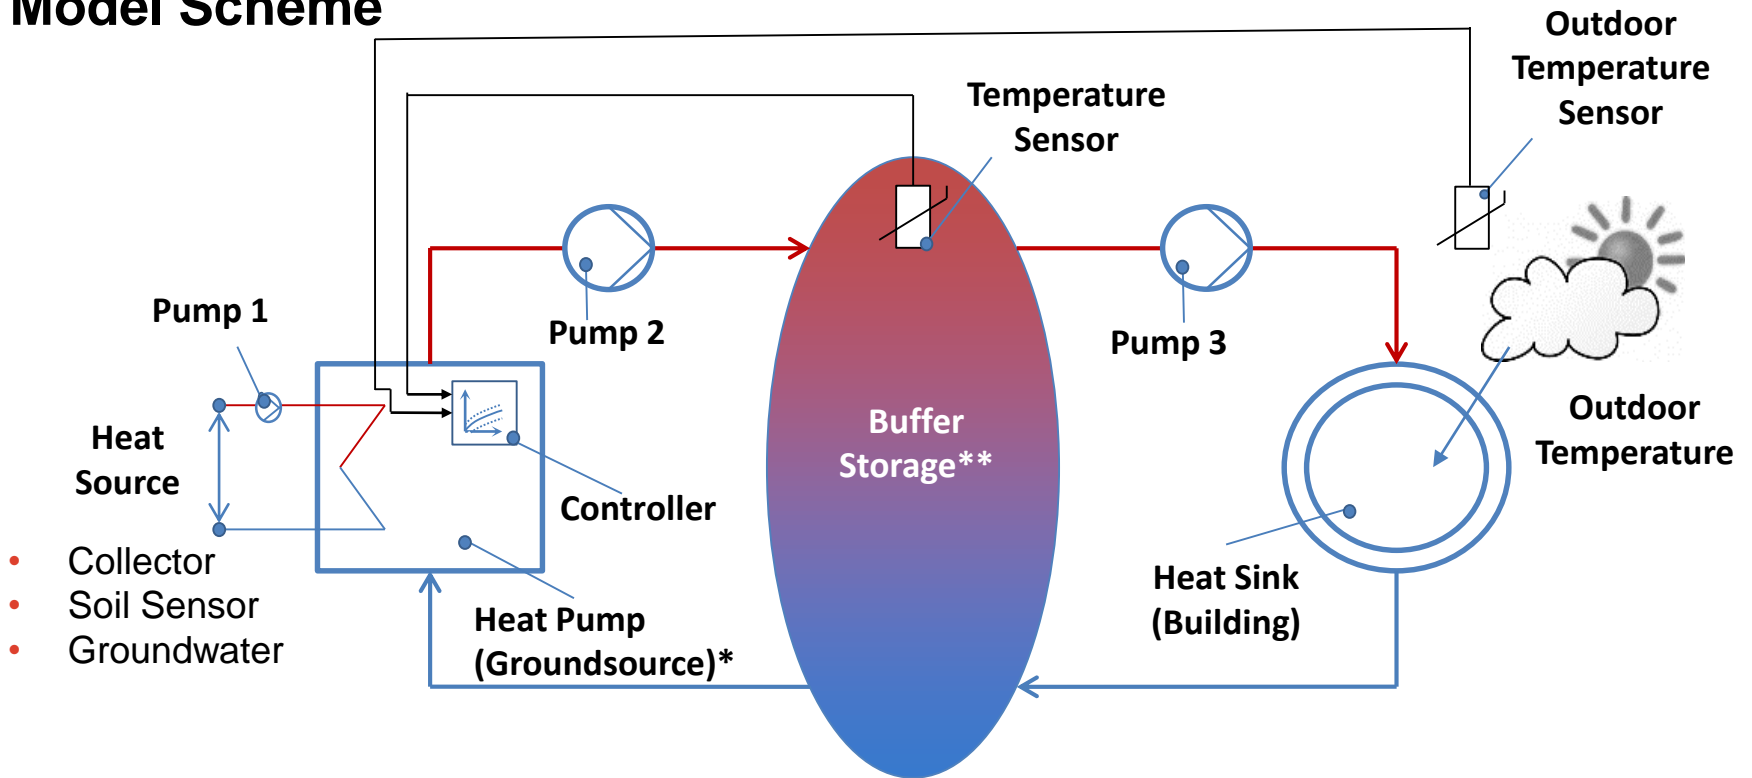 Model Scheme
Outdoor
Temperature
Sensor
Temperature
Sensor
Pump 1
Pump 2
Pump 3
Heat
Source
Buffer
Storage**
Outdoor
Temperature
Controller
• Collector
• Soil Sensor
• Groundwater
Heat Pump
(Groundsource)*
Heat Sink
(Building)